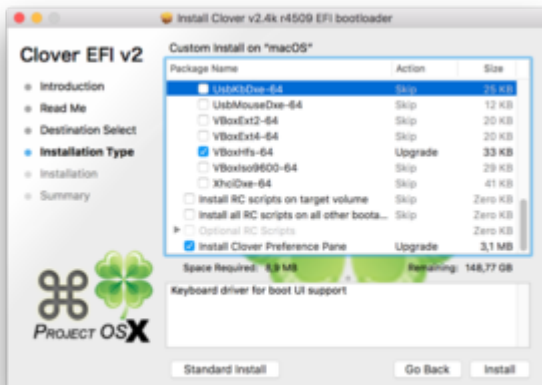 Install Clover v2.4k r4509 EFI bootloader
Clover EFI v2
Introduction
Read Me
Destination Select
Installation Type
Installation
Summary
PROJECT OSX
Custom Install on "macOS"
Package Name Action Size
UsbKbDxe-64 Skip 25 KB
UsbMouseDxe-64 Skip 12 KB
VBoxExt2-64 Skip 20 KB
VBoxExt4-64 Skip 20 KB
VBoxHfs-64 Upgrade 33 KB
VBoxIso9600-64 Skip 29 KB
XhciDxe-64 Skip 41 KB
Install RC scripts on target volume Skip Zero KB
Install all RC scripts on all other boota... Skip Zero KB
Optional RC Scripts Zero KB
Install Clover Preference Pane Upgrade 3,1 MB
Space Required: 8,9 MB Remaining: 148,77 GB
Keyboard driver for boot UI support
Standard Install Go Back Install